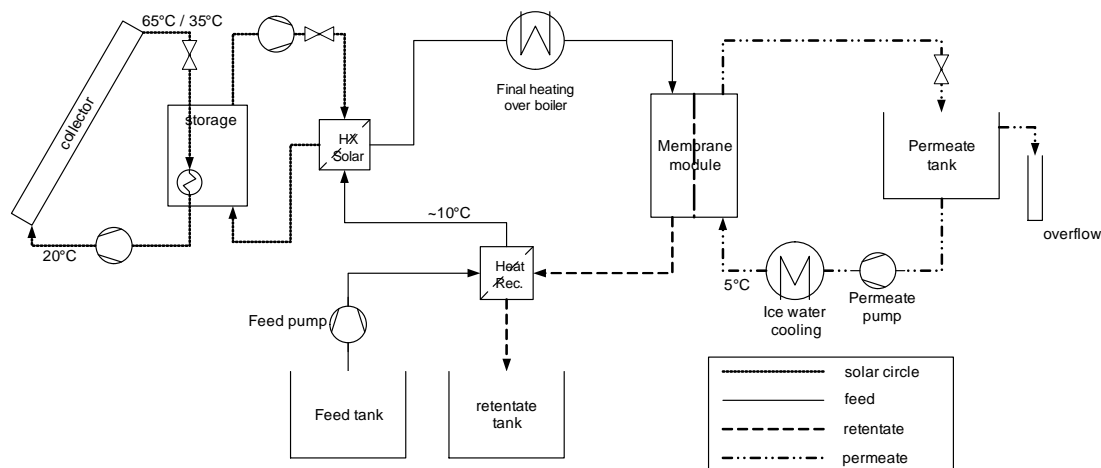 65°C / 35°C
collector
storage
20°C
HX
Solar
Final heating
over boiler
~10°C
Heat
Rec.
Feed pump
Feed tank
retentate
tank
Membrane
module
5°C
Ice water
cooling
Permeate
pump
Permeate
tank
overflow
solar circle
feed
retentate
permeate